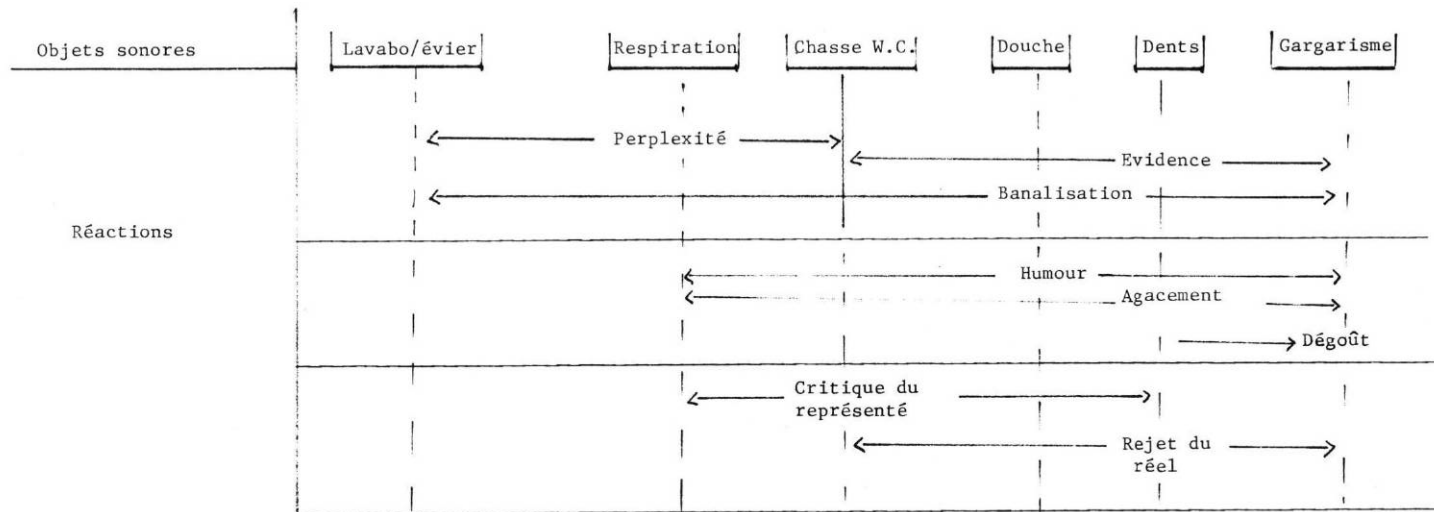 Objets sonores Lavabo/évier Respiration Chasse W.C. Douche Dents Gargarisme
Perplexité
Evidence
Banalisation
Réactions
Humour
Agacement
Dégoût
Critique du
représenté
Rejet du
réel